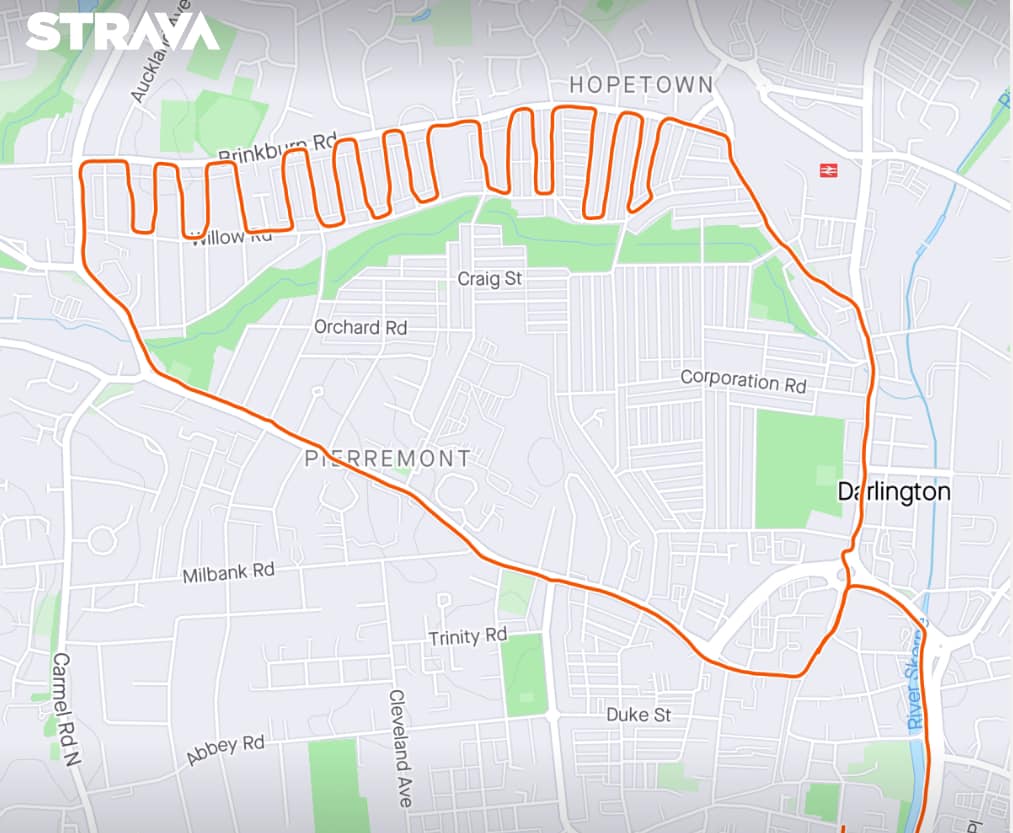 STRAVA
Auckland Ave
HOPETOWN
Brinkburn Rd
Willow Rd
Craig St
Orchard Rd
Corporation Rd
PIERREMONT
Darlington
Milbank Rd
Trinity Rd
Carmel Rd N
Cleveland Ave
Duke St
Abbey Rd
River Skerne
Pl